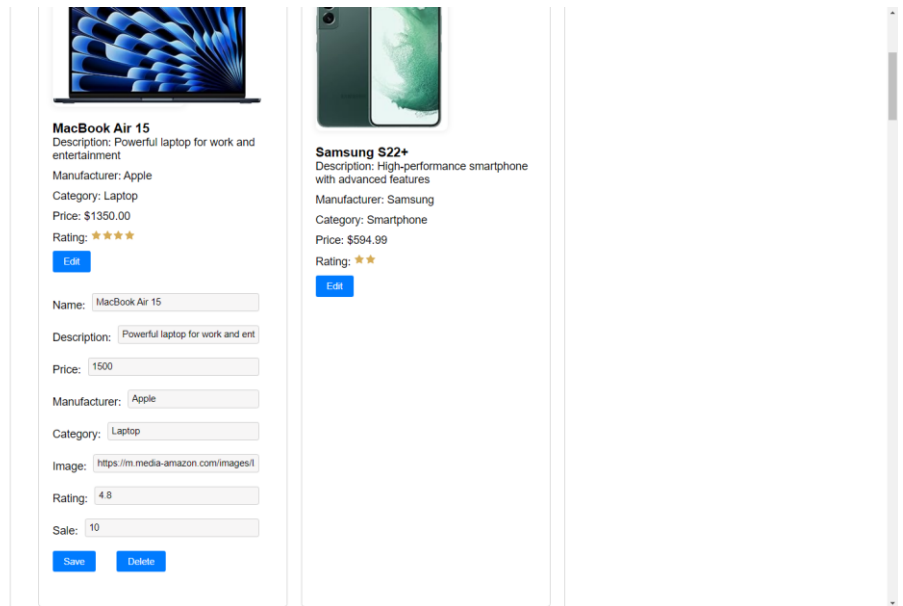 MacBook Air 15
Description: Powerful laptop for work and
entertainment
Manufacturer: Apple
Category: Laptop
Price: $1350.00
Rating:
Edit
Name: MacBook Air 15
Description: Powerful laptop for work and ent
Price: 1500
Manufacturer: Apple
Category: Laptop
Image: https://m.media-amazon.com/images/I
Rating: 4.8
Sale: 10
Save Delete
Samsung S22+
Description: High-performance smartphone
with advanced features
Manufacturer: Samsung
Category: Smartphone
Price: $594.99
Rating:
Edit